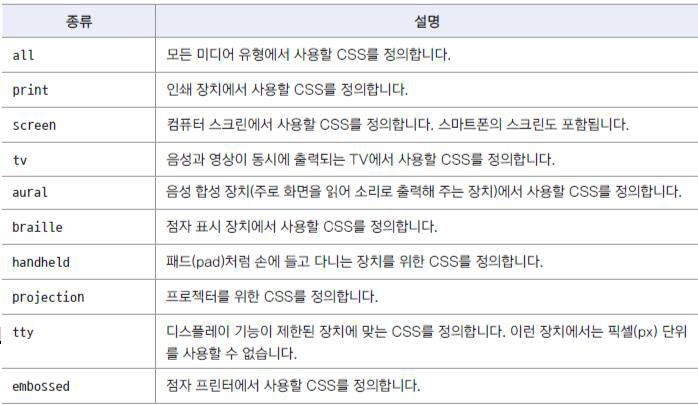 종류 설명
all 모든 미디어 유형에서 사용할 CSS를 정의합니다.
print 인쇄 장치에서 사용할 CSS를 정의합니다.
screen 컴퓨터 스크린에서 사용할 CSS를 정의합니다. 스마트폰의 스크린도 포함됩니다.
tv 음성과 영상이 동시에 출력되는 TV에서 사용할 CSS를 정의합니다.
aural 음성 합성 장치(주로 화면을 읽어 소리로 출력해 주는 장치)에서 사용할 CSS를 정의합니다.
braille 점자 표시 장치에서 사용할 CSS를 정의합니다.
handheld 패드(pad)처럼 손에 들고 다니는 장치를 위한 CSS를 정의합니다.
projection 프로젝터를 위한 CSS를 정의합니다.
tty 디스플레이 기능이 제한된 장치에 맞는 CSS를 정의합니다. 이런 장치에서는 픽셀(px) 단위
를 사용할 수 없습니다.
embossed 점자 프린터에서 사용할 CSS를 정의합니다.